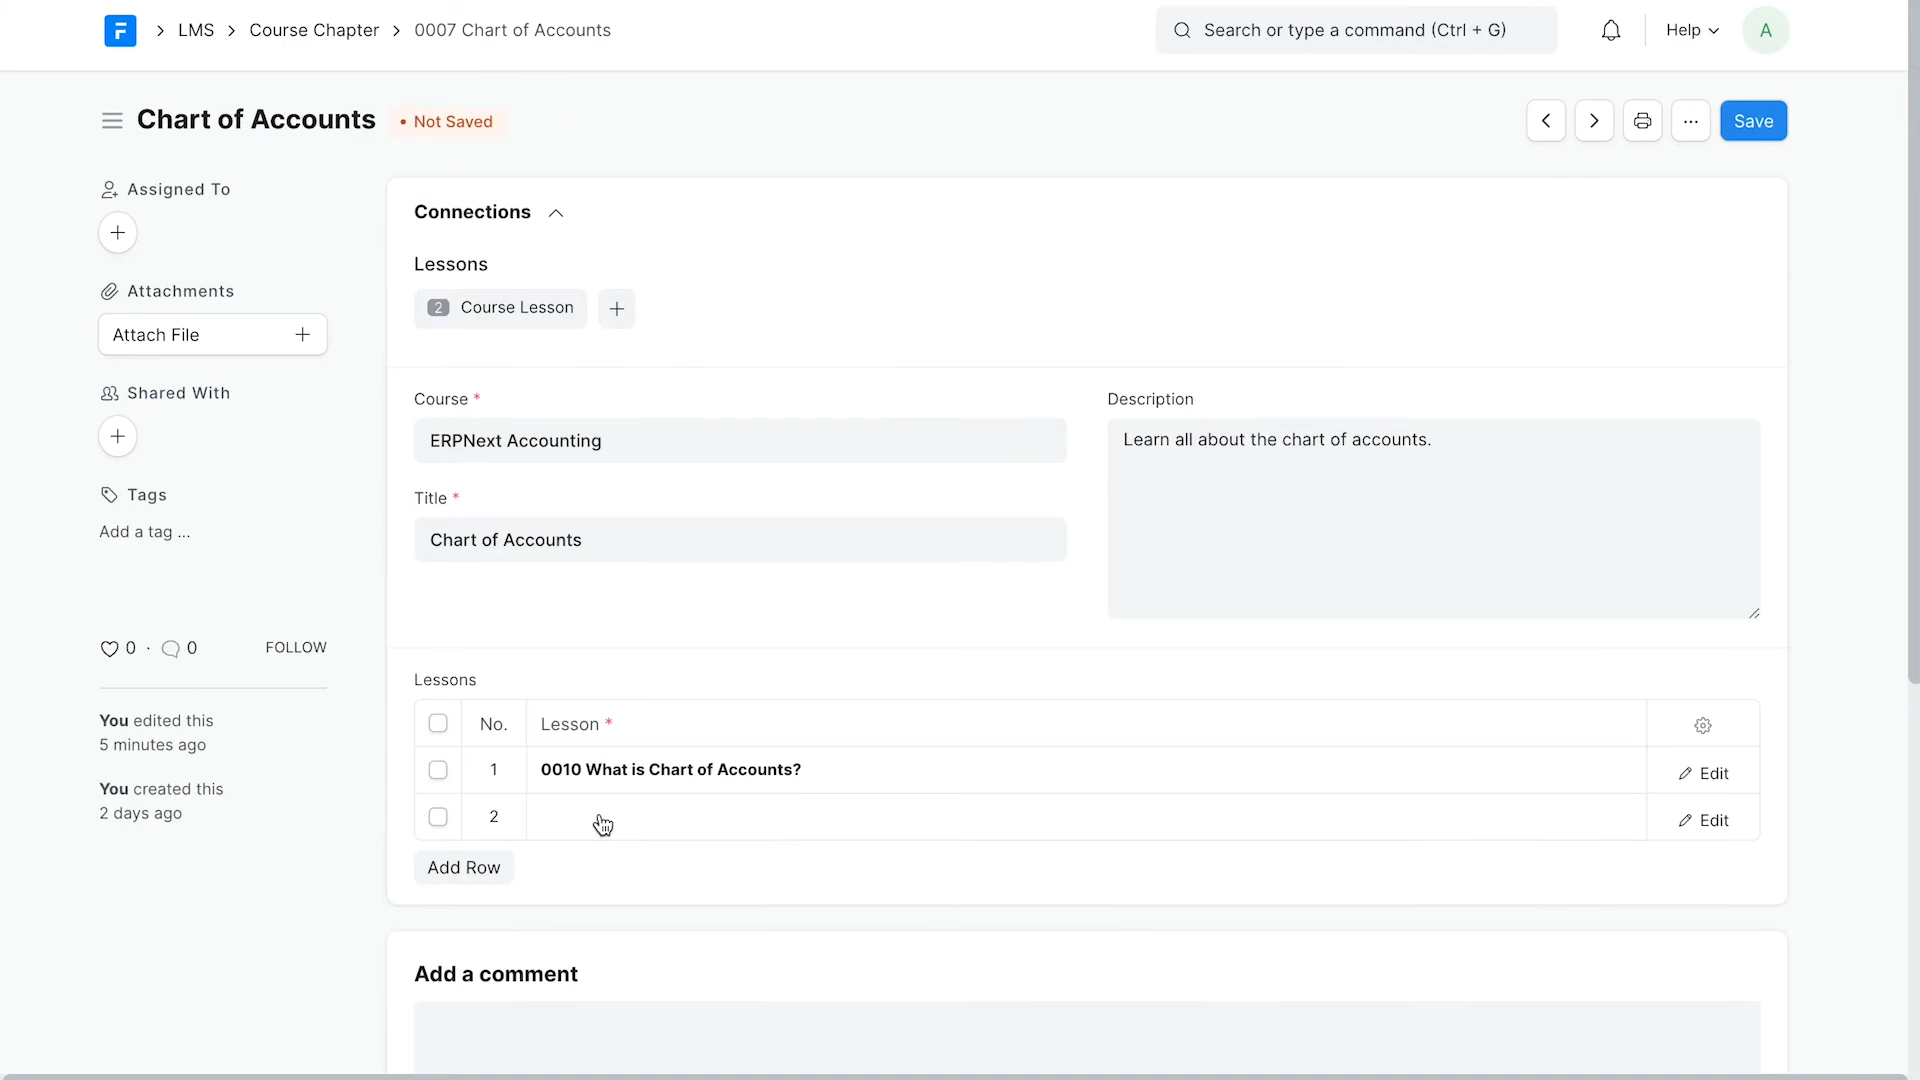 F
LMS
Course Chapter
0007 Chart of Accounts
Search or type a command (Ctrl + G)
Help
A
Chart of Accounts
• Not Saved
...
Save
Assigned To
Attachments
Attach File
Shared With
Tags
Add a tag ...
0 · 0
FOLLOW
You edited this
5 minutes ago
You created this
2 days ago
Connections
Lessons
2 Course Lesson
Course *
ERPNext Accounting
Title *
Chart of Accounts
Description
Learn all about the chart of accounts.
Lessons
No. Lesson *
1 0010 What is Chart of Accounts? Edit
2 Edit
Add Row
Add a comment